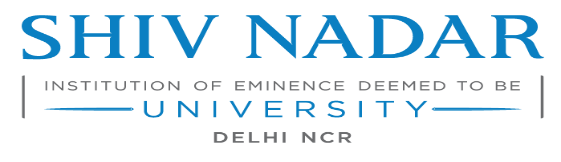 SHIV NADAR
INSTITUTION OF EMINENCE DEEMED TO BE
UNIVERSITY
DELHI NCR